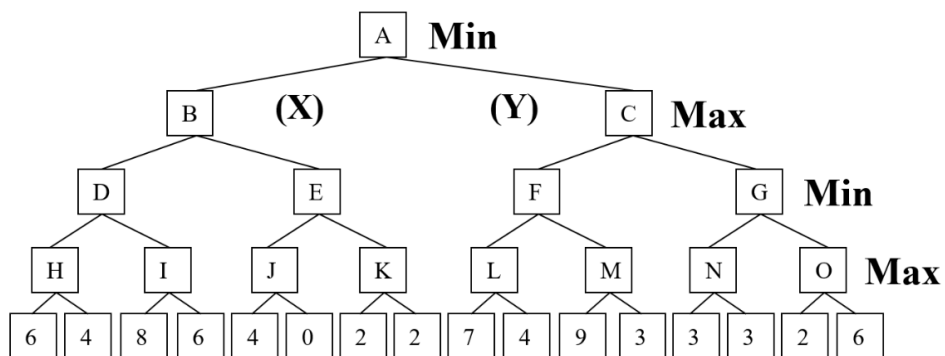 A Min
B (X) (Y) C Max
D E F G Min
H I J K L M N O Max
6 4 8 6 4 0 2 2 7 4 9 3 3 3 2 6